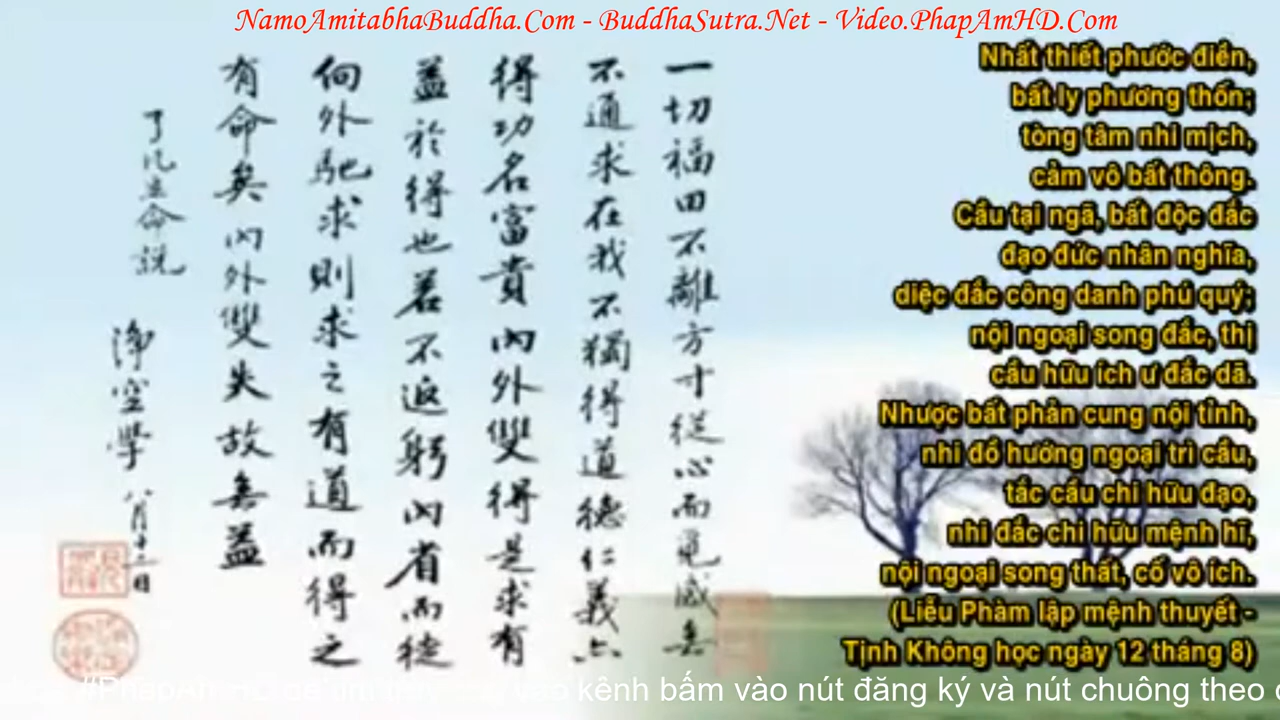 NamoAmitabhaBuddha.Com - BuddhaSutra.Net - Video.PhapAmHD.Com
一切福田不離方寸從心而覓感無
不通求在我不獨得道德仁義亦
得功名富貴內外雙得是求有
益於得也若不返躬內省而徒
向外馳求則求之有道而得之
有命矣內外雙失故無益
了凡立命說
淨空學 八月十二日
Nhất thiết phước điền,
bất ly phương thốn;
tòng tâm nhi mịch,
cảm vô bất thông.
Cầu tại ngã, bất độc đắc
đạo đức nhân nghĩa,
diệc đắc công danh phú quý;
nội ngoại song đắc, thị
cầu hữu ích ư đắc dã.
Nhược bất phản cung nội tỉnh,
nhi đồ hướng ngoại trì cầu,
tắc cầu chi hữu đạo,
nhi đắc chi hữu mệnh hĩ,
nội ngoại song thất, cố vô ích.
(Liễu Phàm lập mệnh thuyết -
Tịnh Không học ngày 12 tháng 8)
kênh bấm vào nút đăng ký và nút chuông theo